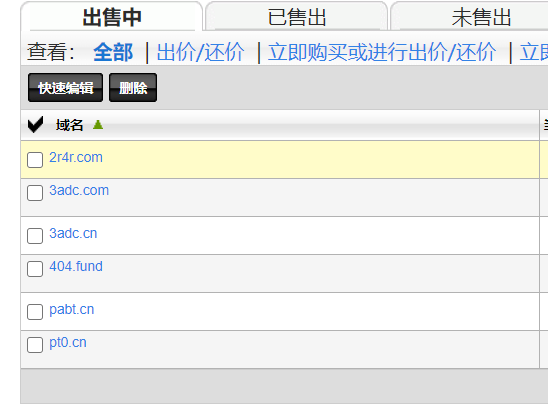 出售中 已售出 未售出
查看： 全部 | 出价/还价 | 立即购买或进行出价/还价 | 立
快速编辑 删除
域名
2r4r.com
3adc.com
3adc.cn
404.fund
pabt.cn
pt0.cn